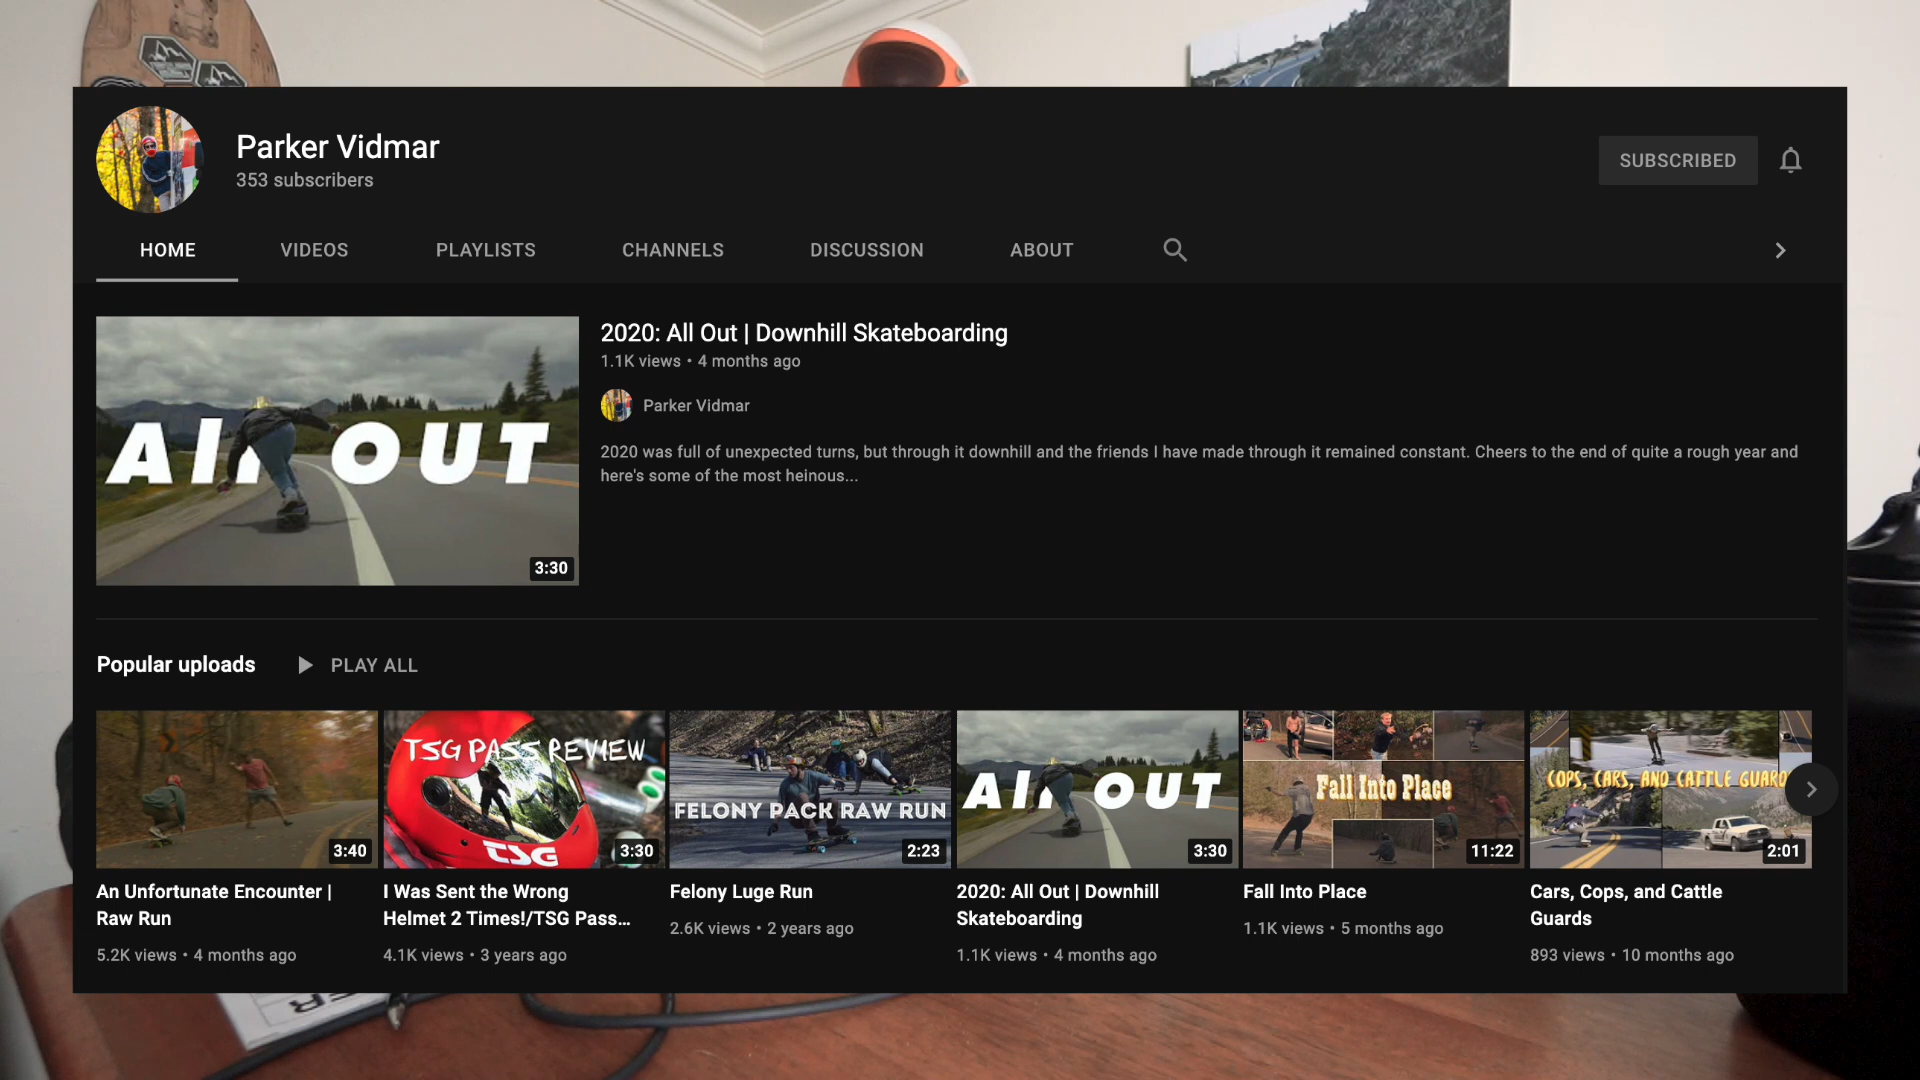 Parker Vidmar
353 subscribers
SUBSCRIBED
HOME VIDEOS PLAYLISTS CHANNELS DISCUSSION ABOUT
All OUT
3:30
2020: All Out | Downhill Skateboarding
1.1K views • 4 months ago
Parker Vidmar
2020 was full of unexpected turns, but through it downhill and the friends I have made through it remained constant. Cheers to the end of quite a rough year and
here's some of the most heinous...
Popular uploads PLAY ALL
3:40
An Unfortunate Encounter |
Raw Run
5.2K views • 4 months ago
TSG PASS REVIEW
TSG
3:30
I Was Sent the Wrong
Helmet 2 Times!/TSG Pass...
4.1K views • 3 years ago
FELONY PACK RAW RUN
2:23
Felony Luge Run
2.6K views • 2 years ago
All OUT
3:30
2020: All Out | Downhill
Skateboarding
1.1K views • 4 months ago
Fall Into Place
11:22
Fall Into Place
1.1K views • 5 months ago
COPS, CARS, AND CATTLE GUARD
2:01
Cars, Cops, and Cattle
Guards
893 views • 10 months ago